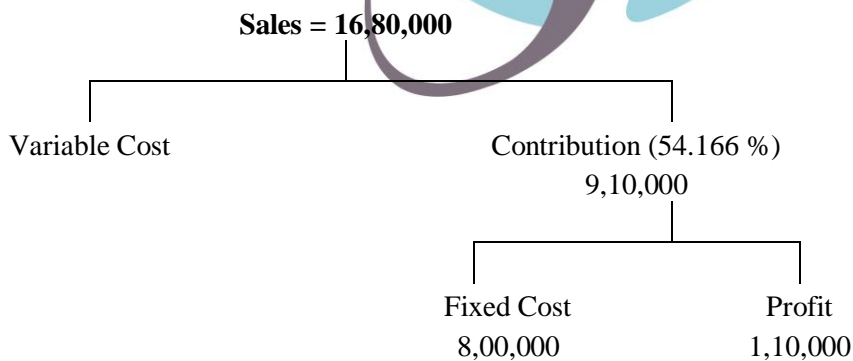 Sales = 16,80,000
Variable Cost
Contribution (54.166 %)
9,10,000
Fixed Cost
Profit
8,00,000
1,10,000